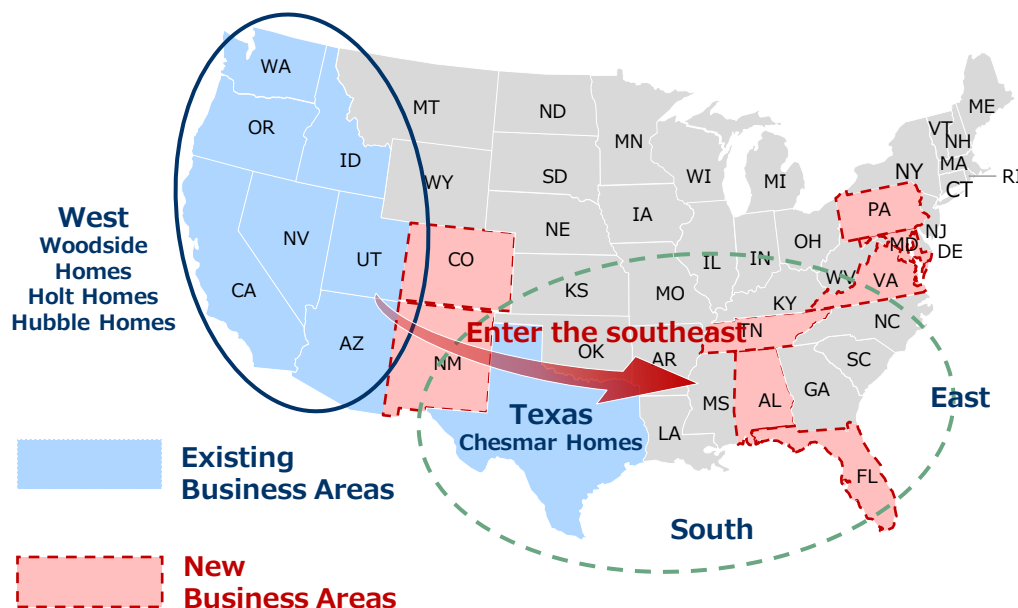 WA
MT
ND
ME
OR
MN
VT
NH
ID
SD
WI
MI
NY
MA
RI
WY
CT
West
Woodside
Homes
Holt Homes
Hubble Homes
NV
UT
CO
NE
IA
IL
IN
OH
PA
NJ
MD
DE
CA
KS
MO
KY
WV
VA
AZ
NM
Enter the southeast
TN
NC
OK
AR
SC
Texas
Chesmar Homes
LA
MS
AL
GA
East
FL
South
Existing
Business Areas
New
Business Areas